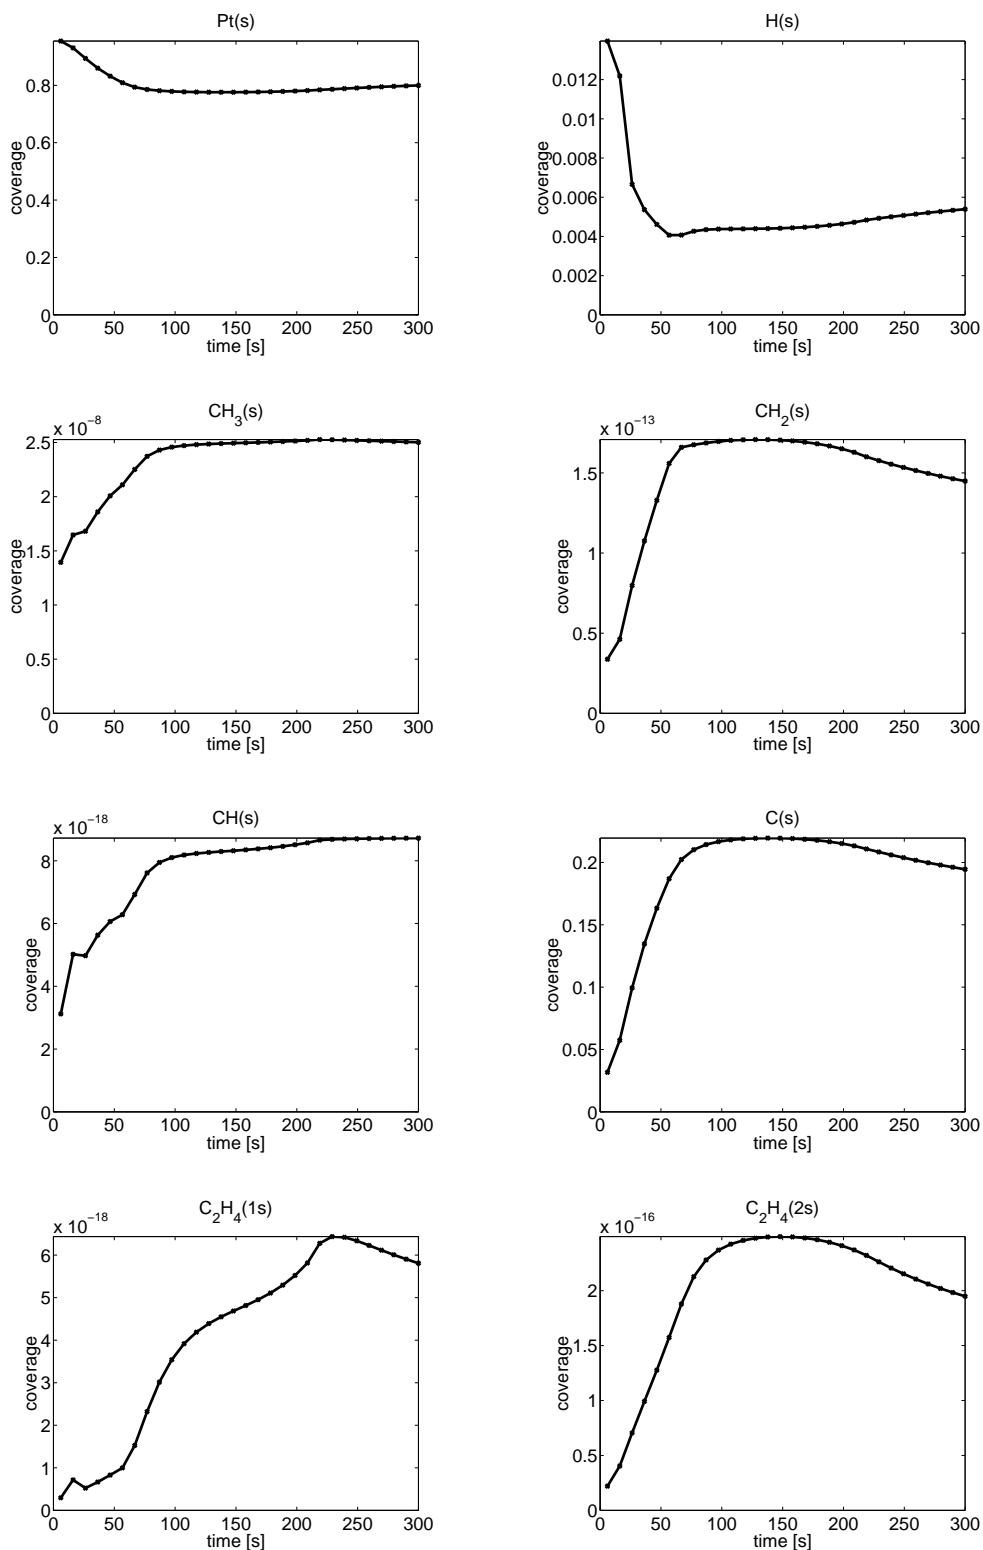 Pt(s)
0.8
0.6
0.4
0.2
0
coverage
0 50 100 150 200 250 300
time [s]
H(s)
0.012
0.01
0.008
0.006
0.004
0.002
0
coverage
0 50 100 150 200 250 300
time [s]
CH3(s)
x 10−8
2.5
2
1.5
1
0.5
0
coverage
0 50 100 150 200 250 300
time [s]
CH2(s)
x 10−13
1.5
1
0.5
0
coverage
0 50 100 150 200 250 300
time [s]
CH(s)
x 10−18
8
6
4
2
0
coverage
0 50 100 150 200 250 300
time [s]
C(s)
0.2
0.15
0.1
0.05
0
coverage
0 50 100 150 200 250 300
time [s]
C2H4(1s)
x 10−18
6
5
4
3
2
1
0
coverage
0 50 100 150 200 250 300
time [s]
C2H4(2s)
x 10−16
2
1.5
1
0.5
0
coverage
0 50 100 150 200 250 300
time [s]